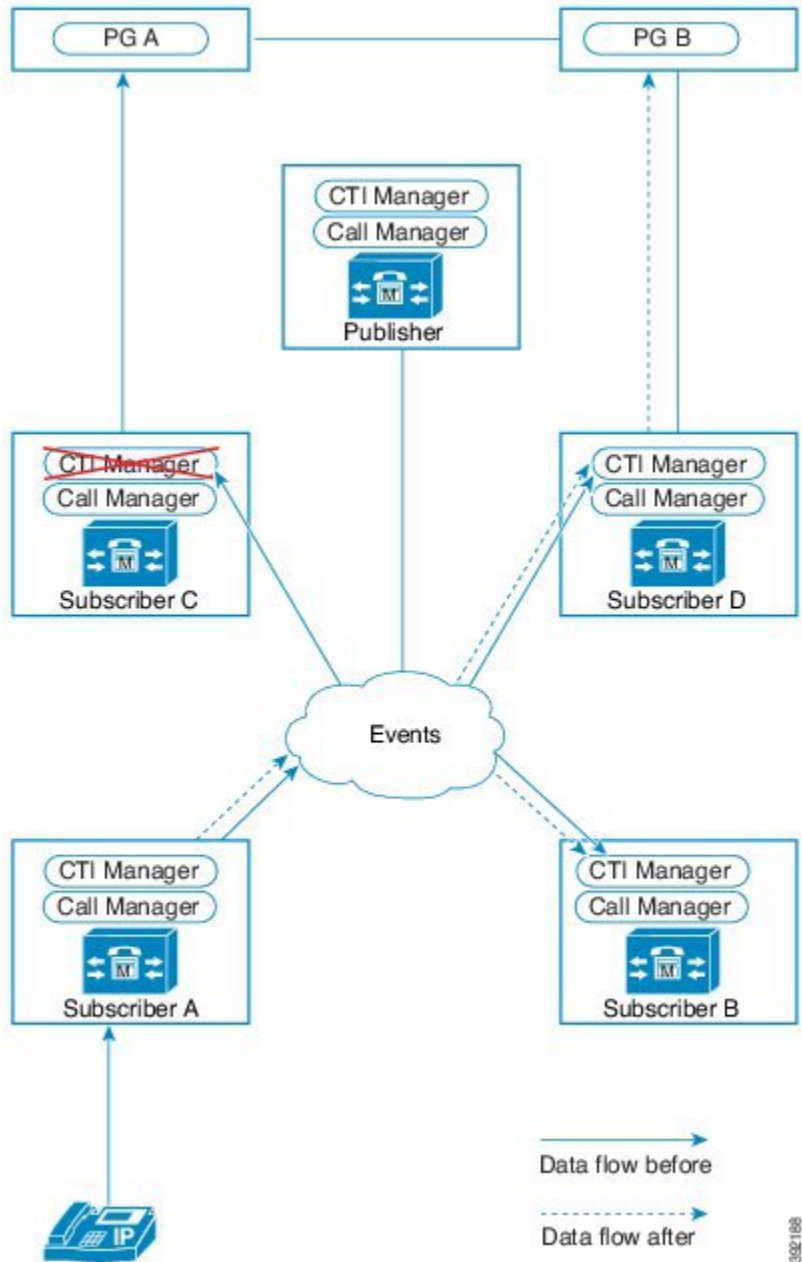 PG A
PG B
CTI Manager
Call Manager
M
Publisher
CTI Manager
Call Manager
M
Subscriber C
CTI Manager
Call Manager
M
Subscriber D
Events
CTI Manager
Call Manager
M
Subscriber A
CTI Manager
Call Manager
M
Subscriber B
IP
Data flow before
Data flow after
392188